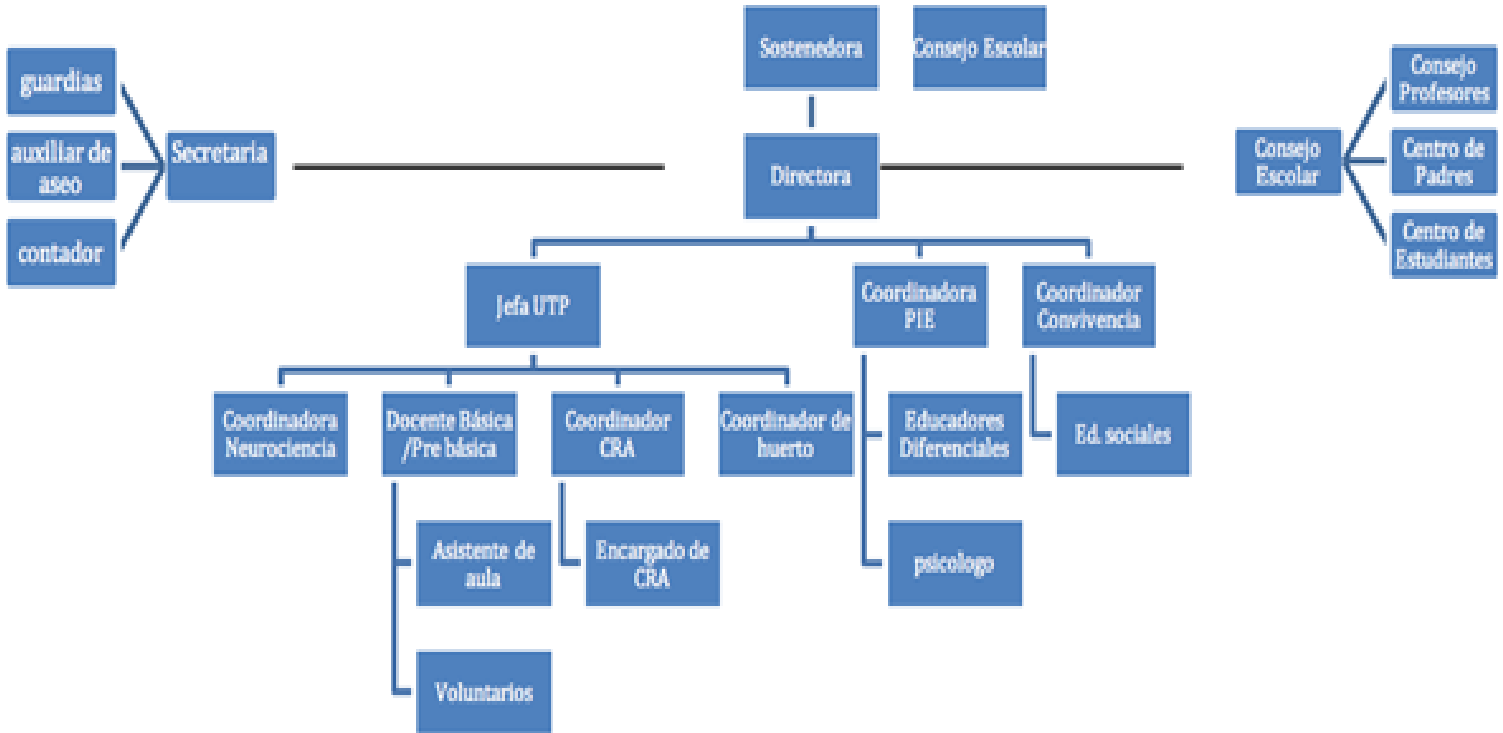 Sostenedora
Consejo Escolar
guardias
auxiliar de
aseo
contador
Secretaria
Directora
Consejo
Escolar
Consejo
Profesores
Centro de
Padres
Centro de
Estudiantes
Jefa UTP
Coordinadora
PIE
Coordinador
Convivencia
Coordinadora
Neurociencia
Docente Básica
/Pre básica
Coordinador
CRA
Coordinador de
huerto
Educadores
Diferenciales
Ed. sociales
Asistente de
aula
Encargado de
CRA
psicologo
Voluntarios